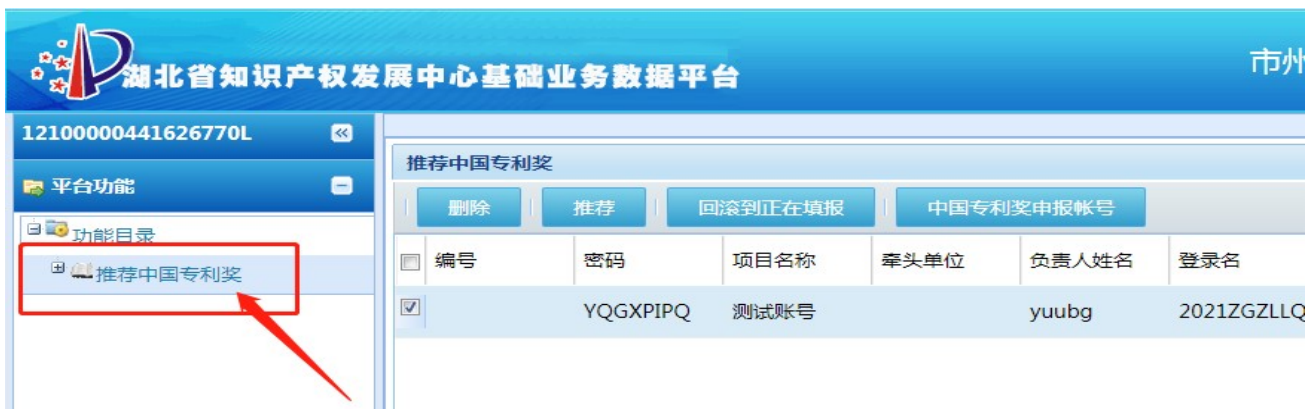 湖北省知识产权发展中心基础业务数据平台
市州
12100000441626770L
平台功能
功能目录
推荐中国专利奖
推荐中国专利奖
删除 推荐 回滚到正在填报 中国专利奖申报帐号
编号 密码 项目名称 牵头单位 负责人姓名 登录名
YQGXPIPQ 测试账号 yuubg 2021ZGZLLQ